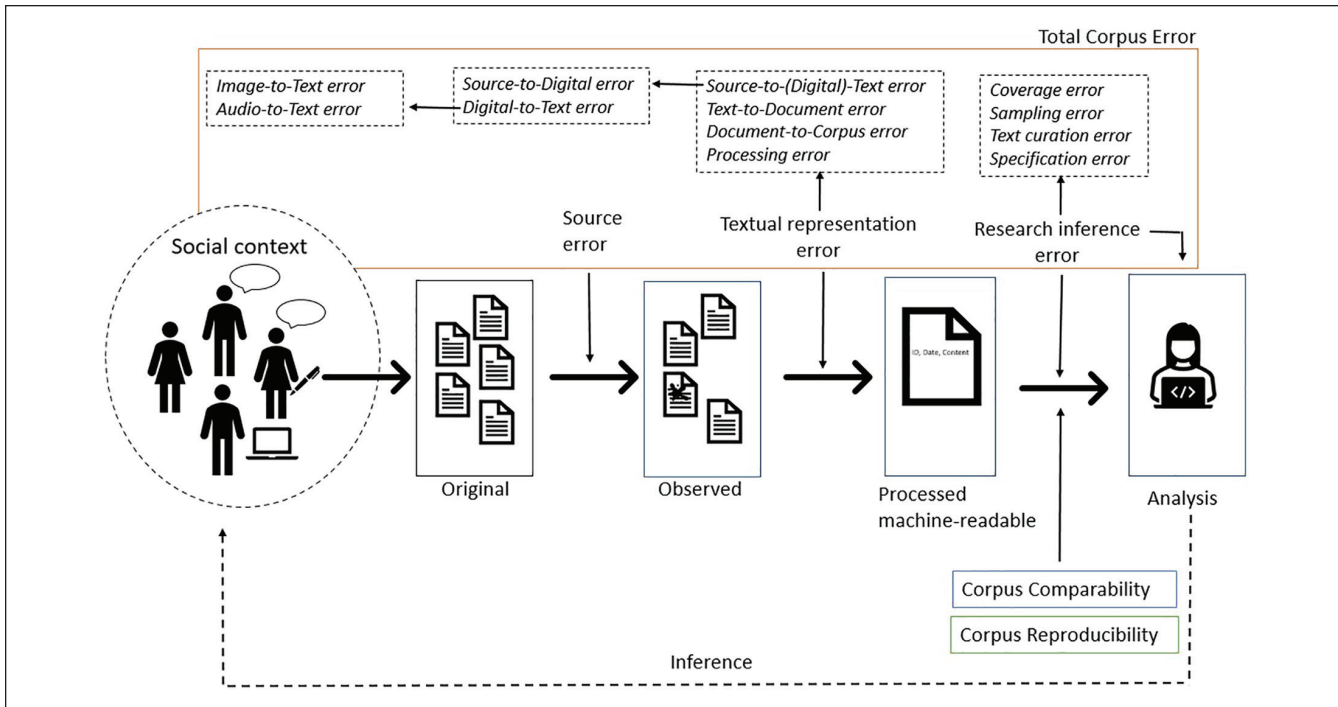 Total Corpus Error
Image-to-Text error
Audio-to-Text error
Source-to-Digital error
Digital-to-Text error
Source-to-(Digital)-Text error
Text-to-Document error
Document-to-Corpus error
Processing error
Coverage error
Sampling error
Text curation error
Specification error
Social context
Source
error
Textual representation
error
Research inference
error
ID, Date, Content
</>
Original
Observed
Processed
machine-readable
Analysis
Corpus Comparability
Corpus Reproducibility
Inference